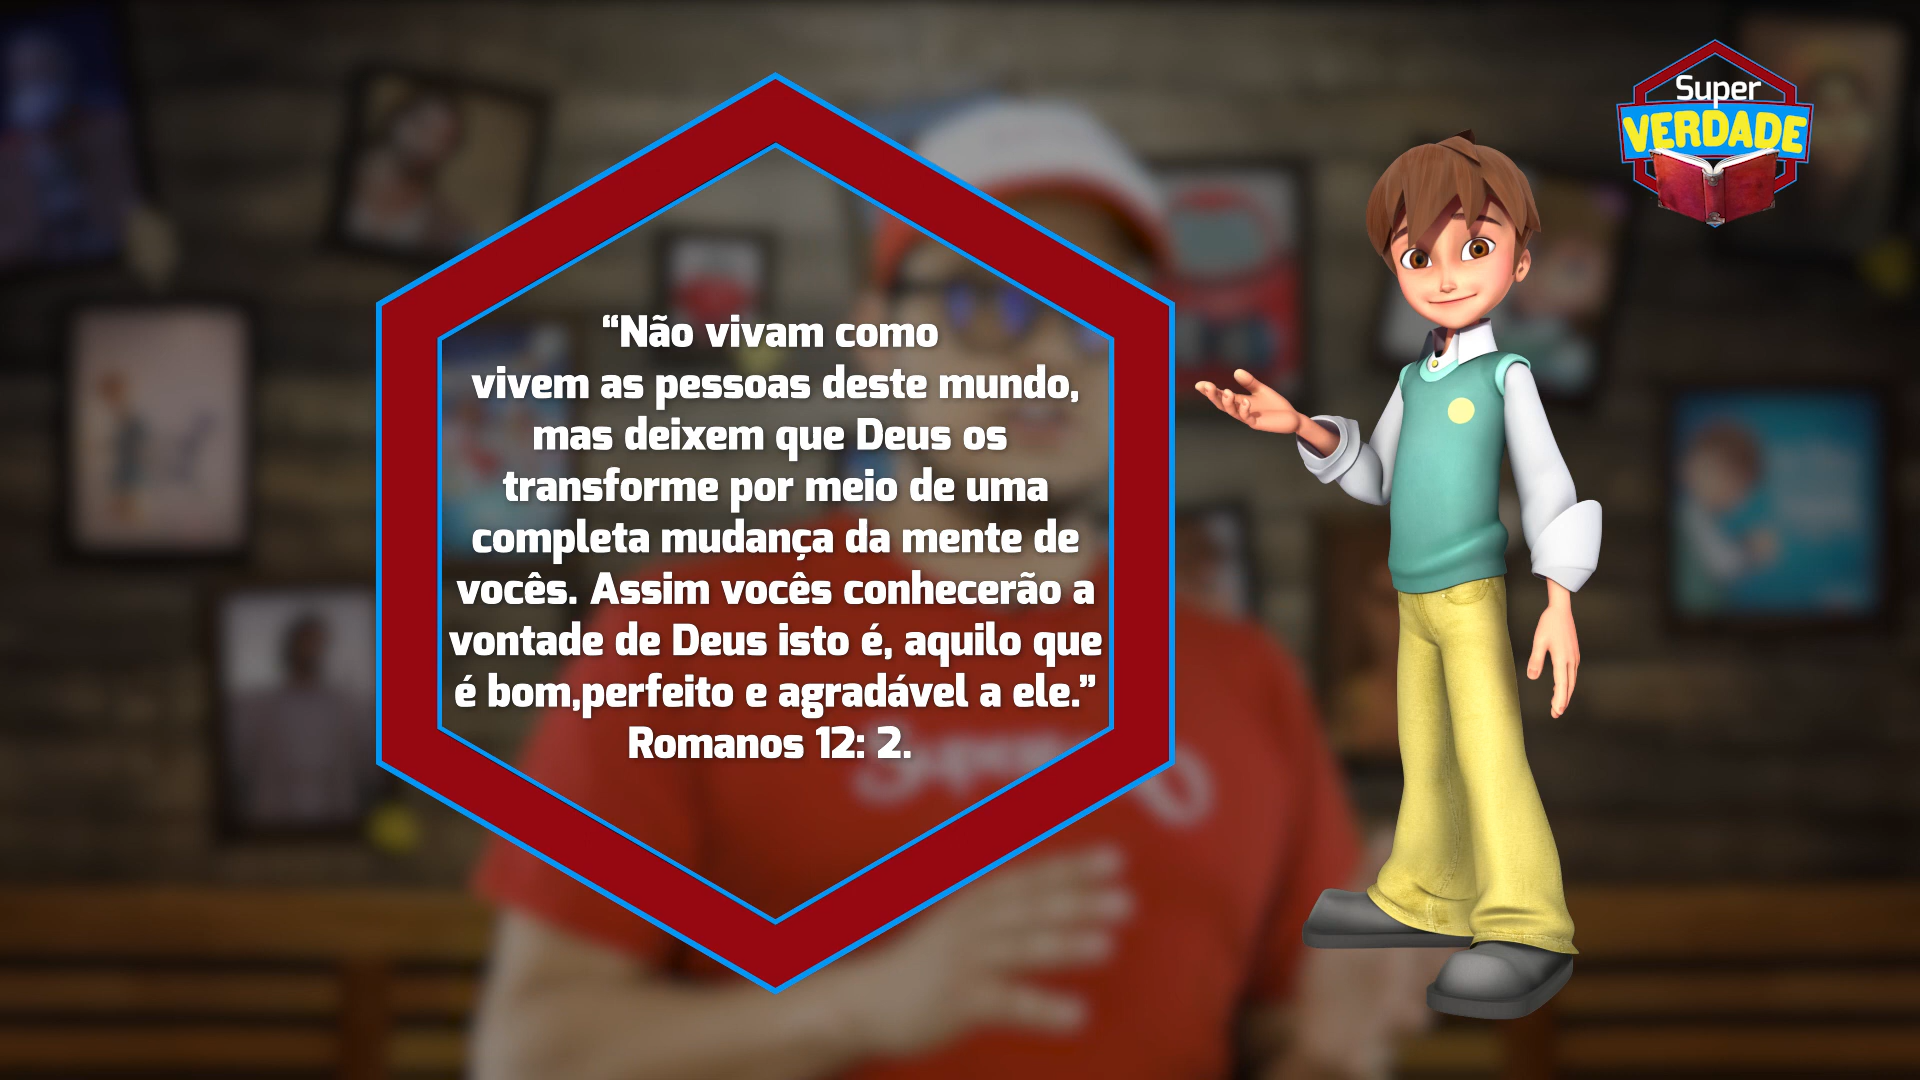 Super
VERDADE
“Não vivam como
vivem as pessoas deste mundo,
mas deixem que Deus os
transforme por meio de uma
completa mudança da mente de
vocês. Assim vocês conhecerão a
vontade de Deus isto é, aquilo que
é bom,perfeito e agradável a ele.”
Romanos 12: 2.